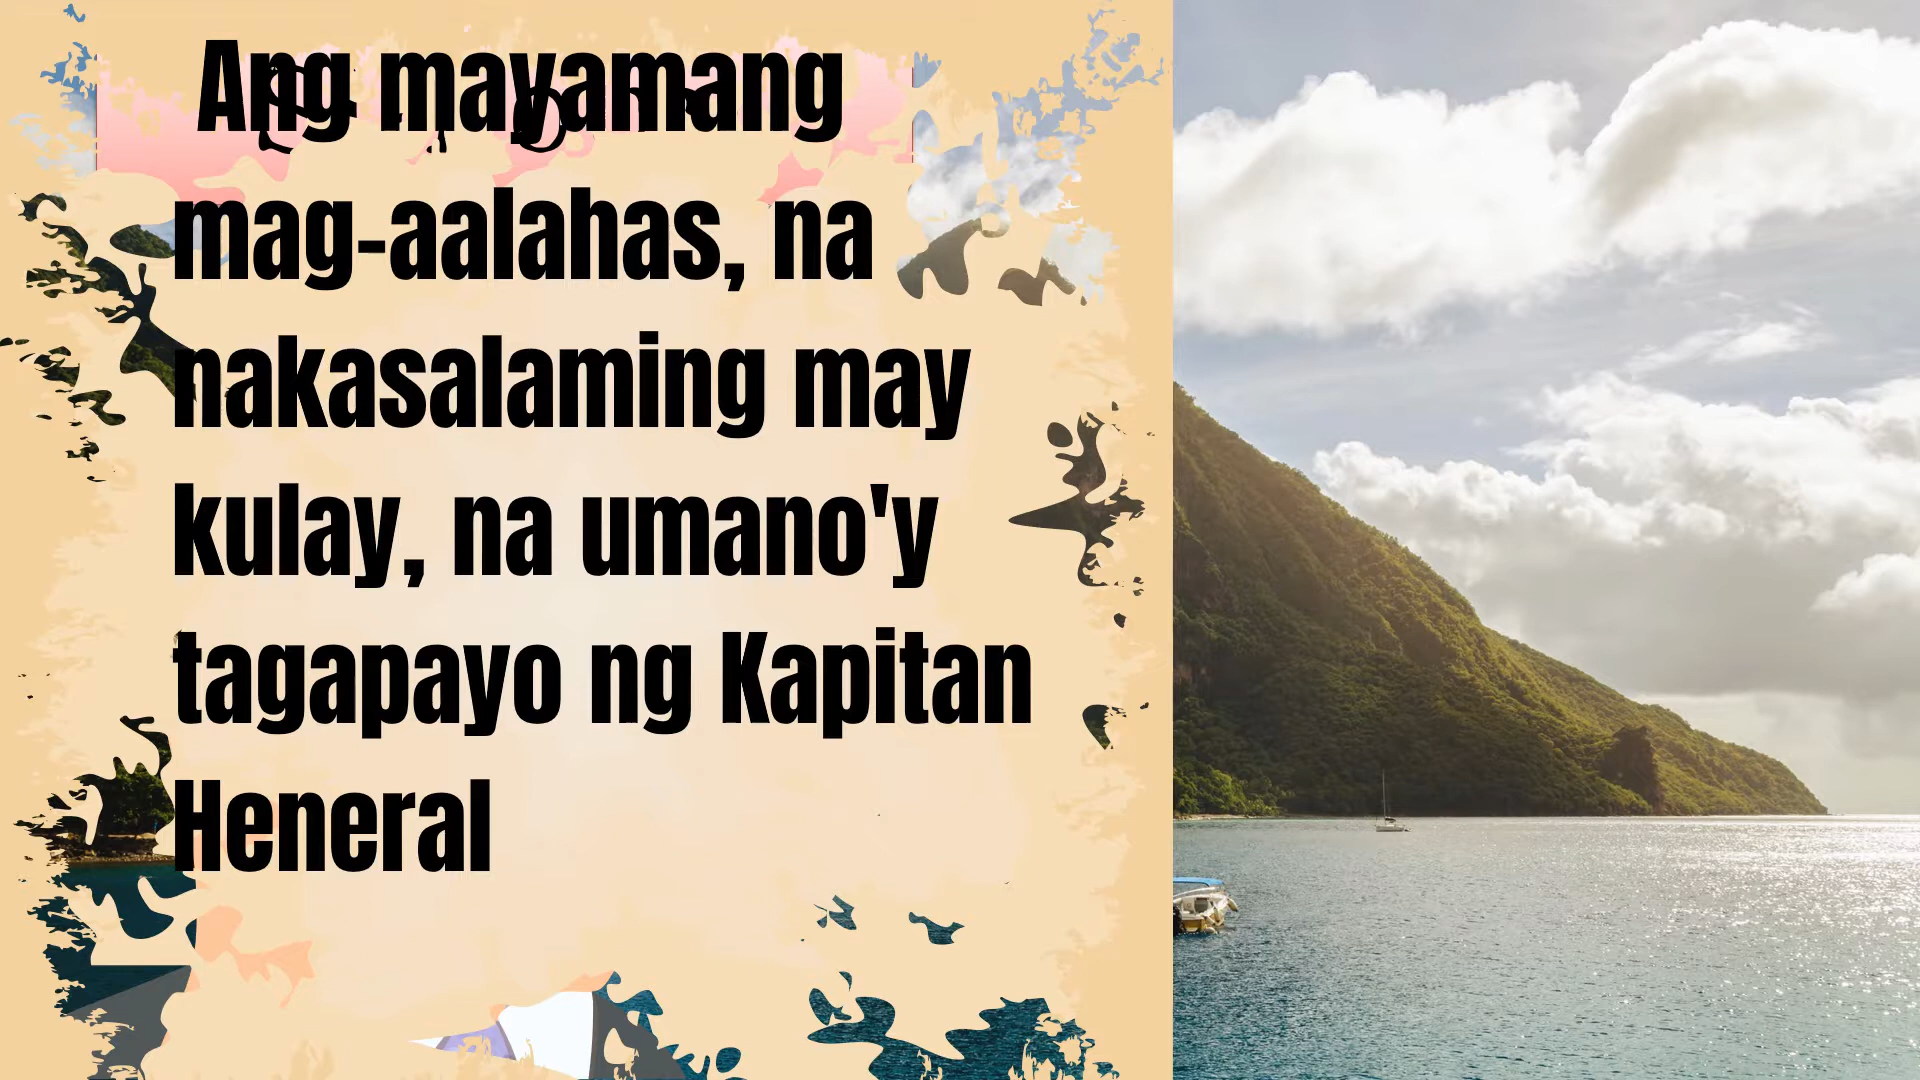 Ang mayamang
mag-aalahas, na
nakasalaming may
kulay, na umano'y
tagapayo ng Kapitan
Heneral